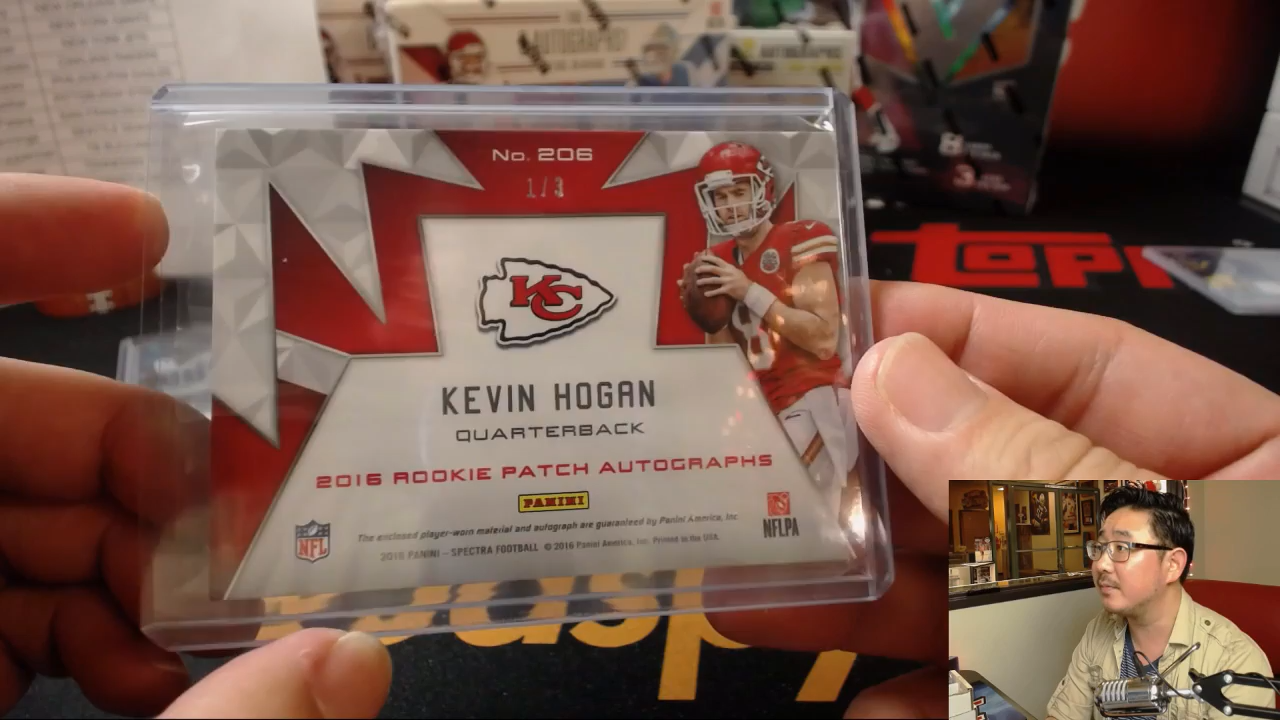 AUTOGRAPHS
No. 206
1/3
TOPP
KC
KEVIN HOGAN
QUARTERBACK
2016 ROOKIE PATCH AUTOGRAPHS
PANINI
The enclosed player-worn material and autograph are guaranteed by Panini America, Inc
2016 PANINI - SPECTRA FOOTBALL © 2016 Panini America, Inc. Printed in the USA.
NFL
NFLPA